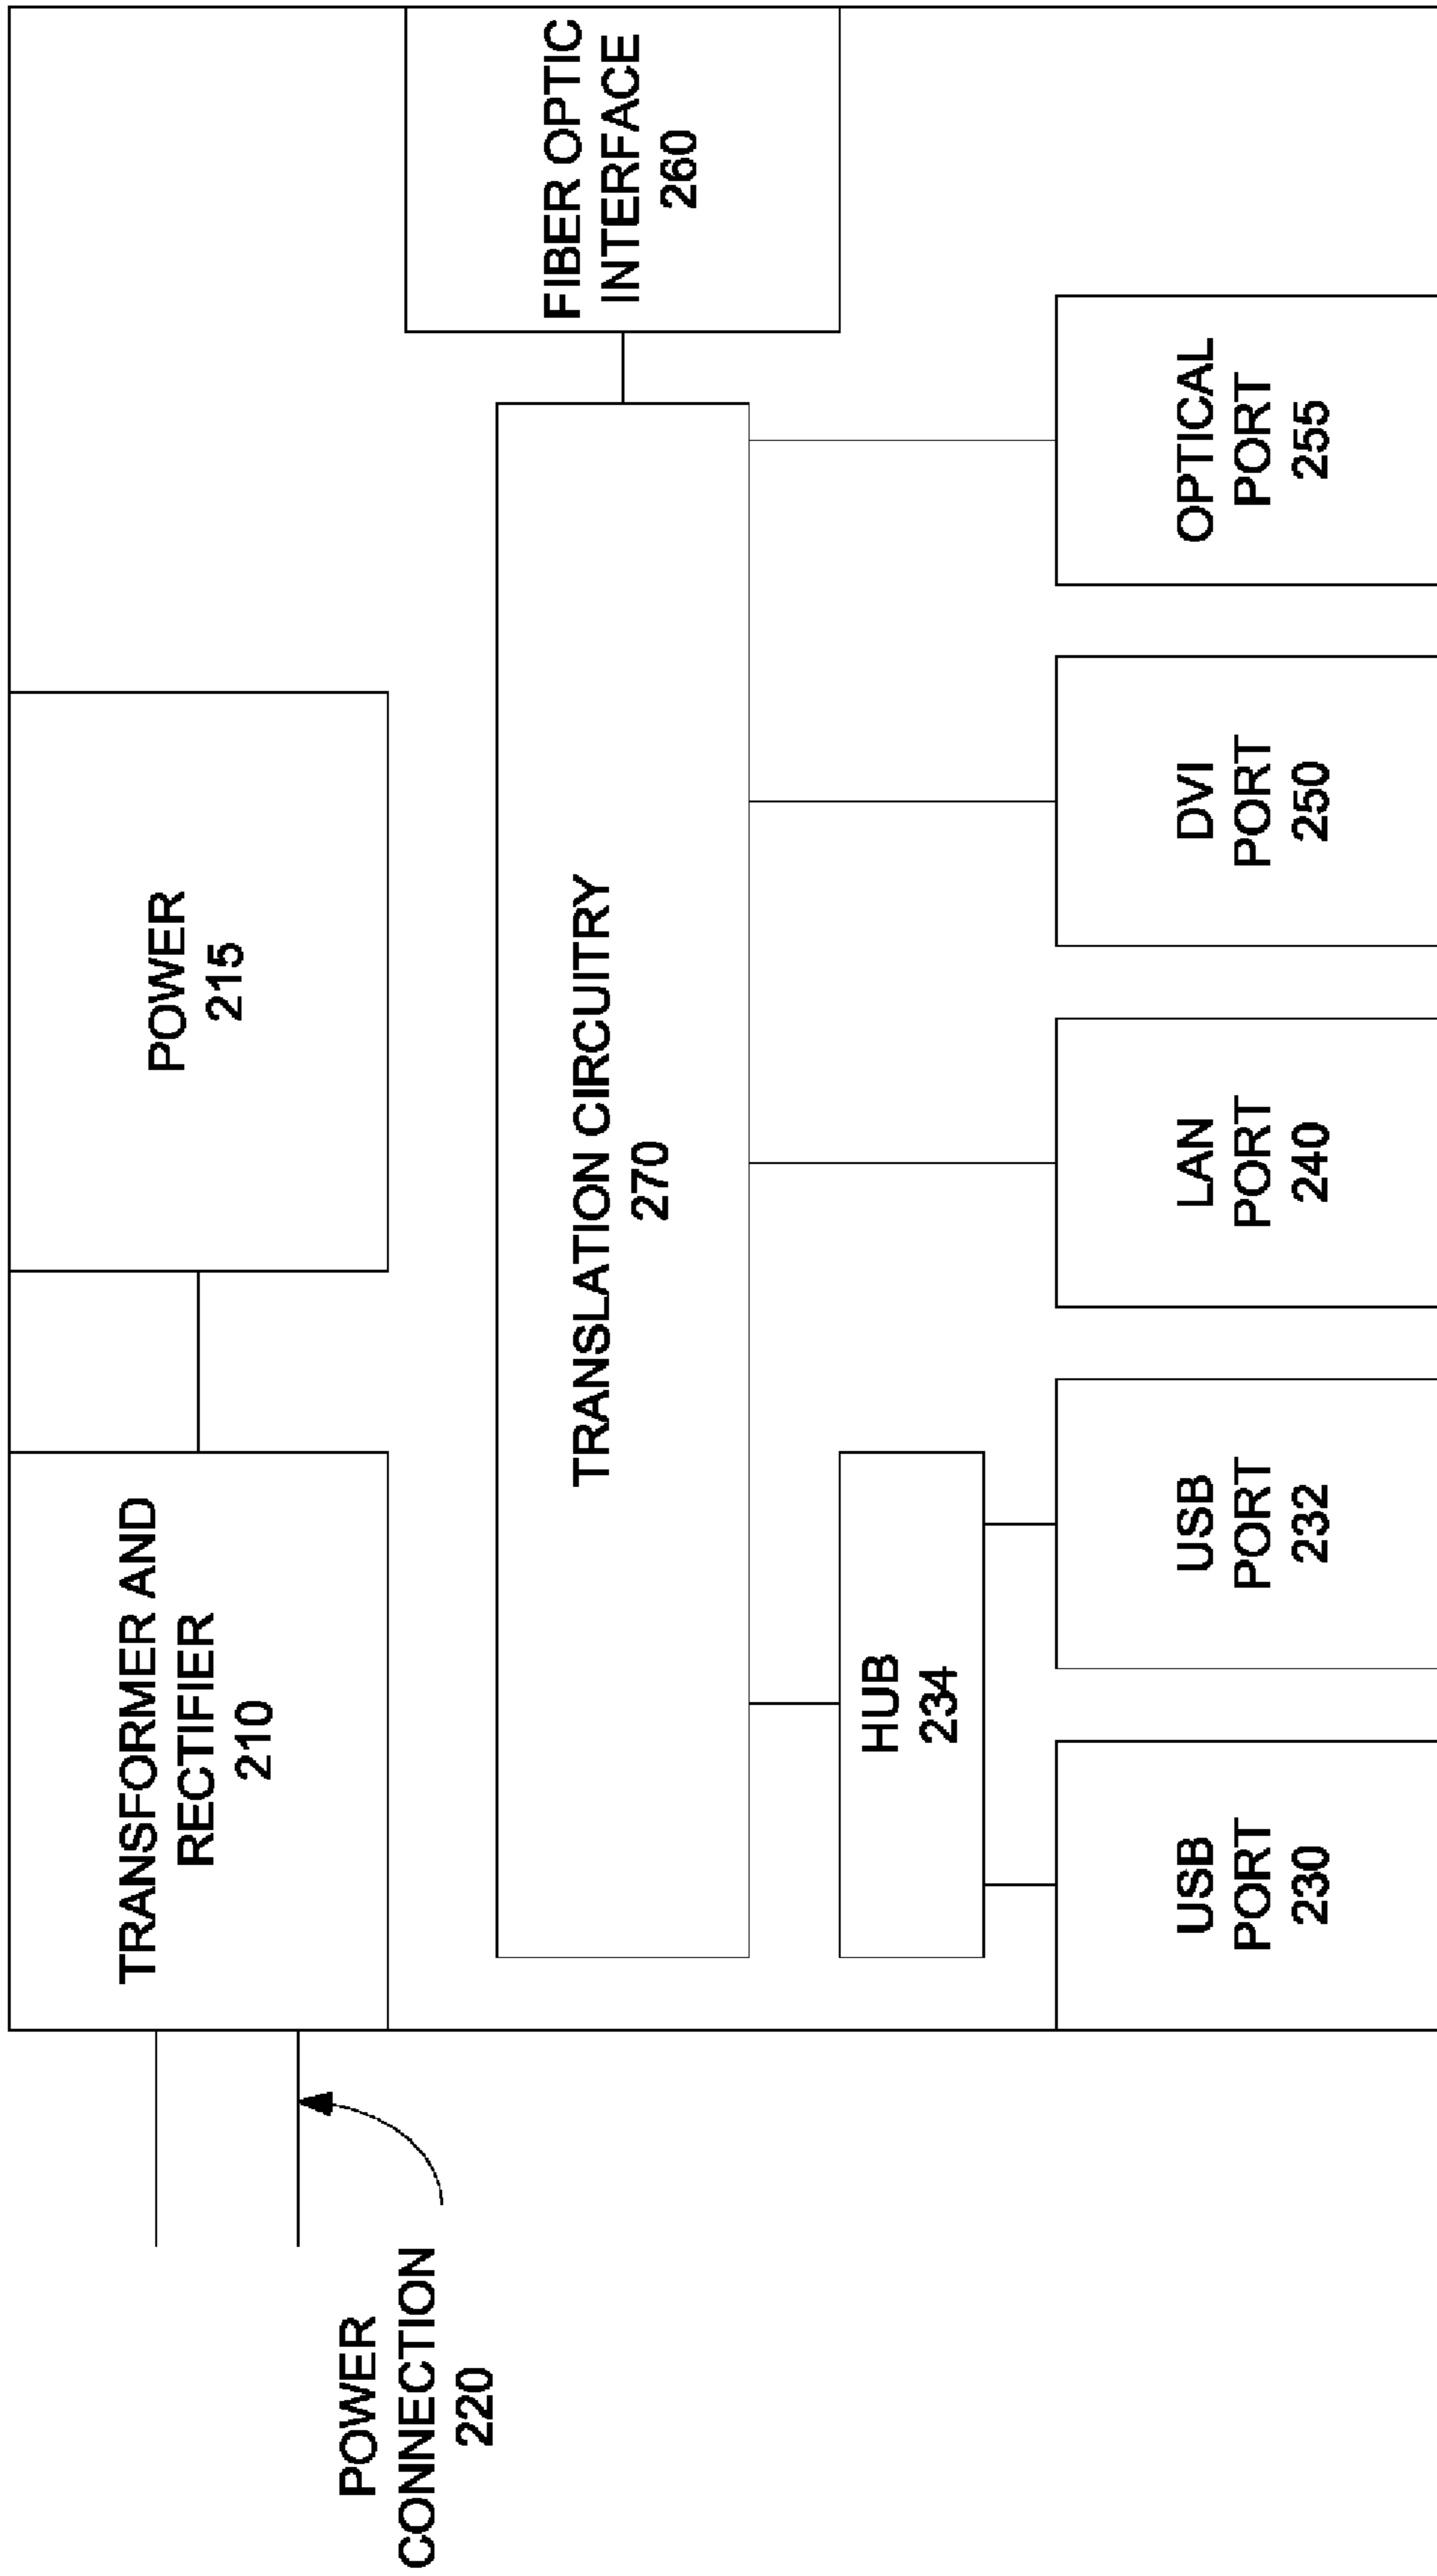 TRANSFORMER AND
RECTIFIER
210
POWER
215
POWER
CONNECTION
220
FIBER OPTIC
INTERFACE
260
TRANSLATION CIRCUITRY
270
HUB
234
USB
PORT
230
USB
PORT
232
LAN
PORT
240
DVI
PORT
250
OPTICAL
PORT
255